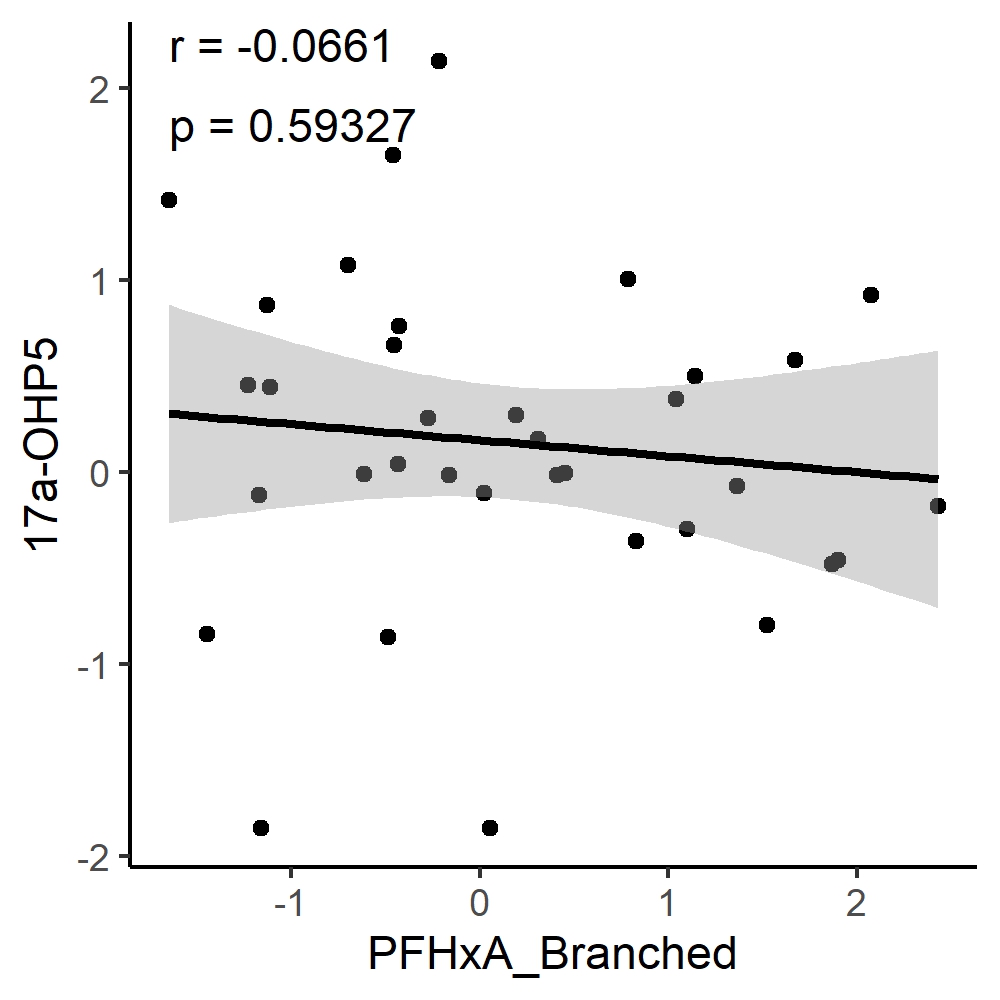 r = -0.0661
p = 0.59327
2
1
0
-1
-2
17a-OHP5
-1
0
1
2
PFHxA_Branched